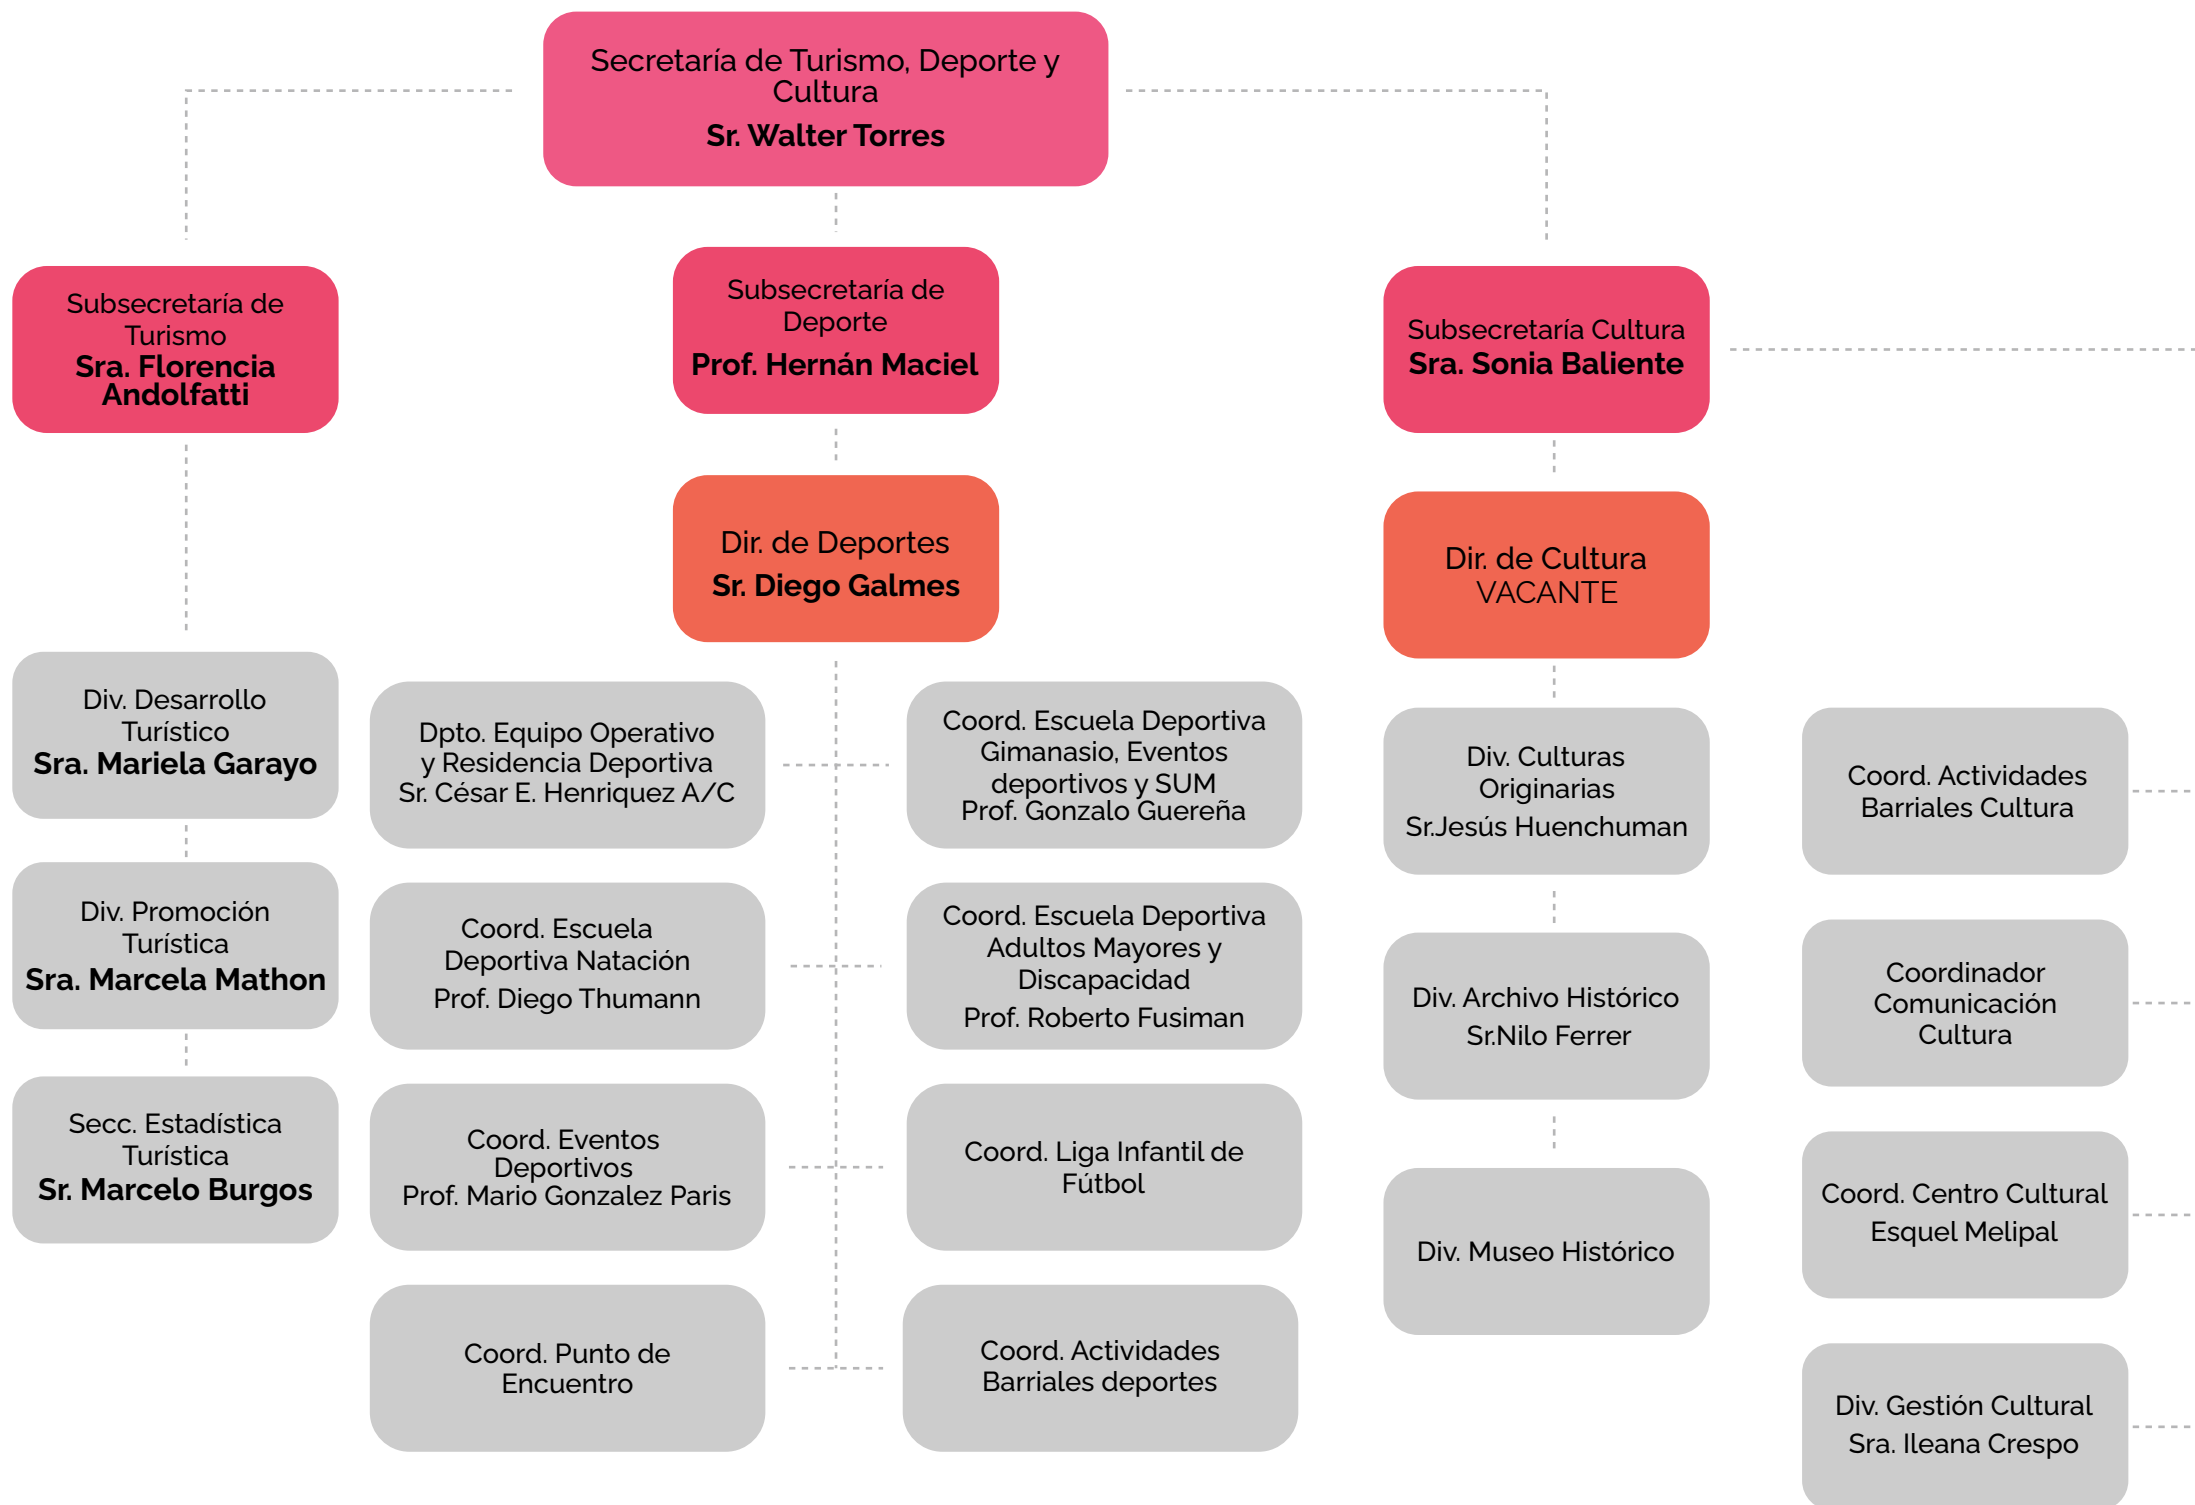 Secretaría de Turismo, Deporte y
Cultura
Sr. Walter Torres
Subsecretaría de
Turismo
Sra. Florencia
Andolfatti
Subsecretaría de
Deporte
Prof. Hernán Maciel
Subsecretaría Cultura
Sra. Sonia Baliente
Dir. de Deportes
Sr. Diego Galmes
Dir. de Cultura
VACANTE
Div. Desarrollo
Turístico
Sra. Mariela Garayo
Div. Promoción
Turística
Sra. Marcela Mathon
Secc. Estadística
Turística
Sr. Marcelo Burgos
Dpto. Equipo Operativo
y Residencia Deportiva
Sr. César E. Henriquez A/C
Coord. Escuela
Deportiva Natación
Prof. Diego Thumann
Coord. Eventos
Deportivos
Prof. Mario Gonzalez Paris
Coord. Punto de
Encuentro
Coord. Escuela Deportiva
Gimanasio, Eventos
deportivos y SUM
Prof. Gonzalo Guereña
Coord. Escuela Deportiva
Adultos Mayores y
Discapacidad
Prof. Roberto Fusiman
Coord. Liga Infantil de
Fútbol
Coord. Actividades
Barriales deportes
Div. Culturas
Originarias
Sr.Jesús Huenchuman
Div. Archivo Histórico
Sr.Nilo Ferrer
Div. Museo Histórico
Coord. Actividades
Barriales Cultura
Coordinador
Comunicación
Cultura
Coord. Centro Cultural
Esquel Melipal
Div. Gestión Cultural
Sra. Ileana Crespo